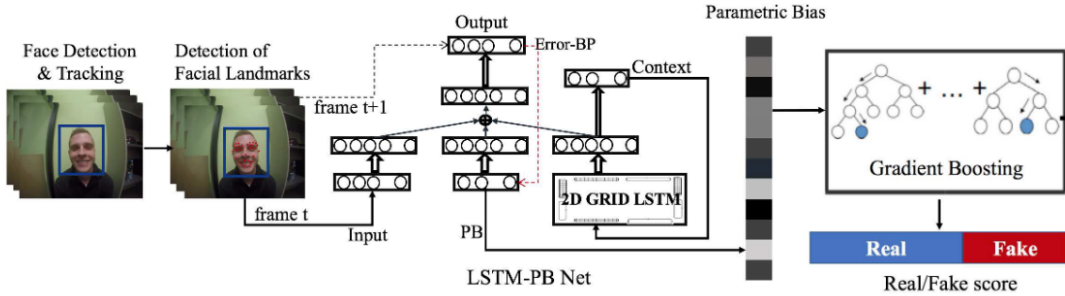 Face Detection
& Tracking
Detection of
Facial Landmarks
frame t+1
frame t
Input
Output
Error-BP
Context
PB
2D GRID LSTM
LSTM-PB Net
Parametric Bias
+ ... +
Gradient Boosting
Real
Fake
Real/Fake score